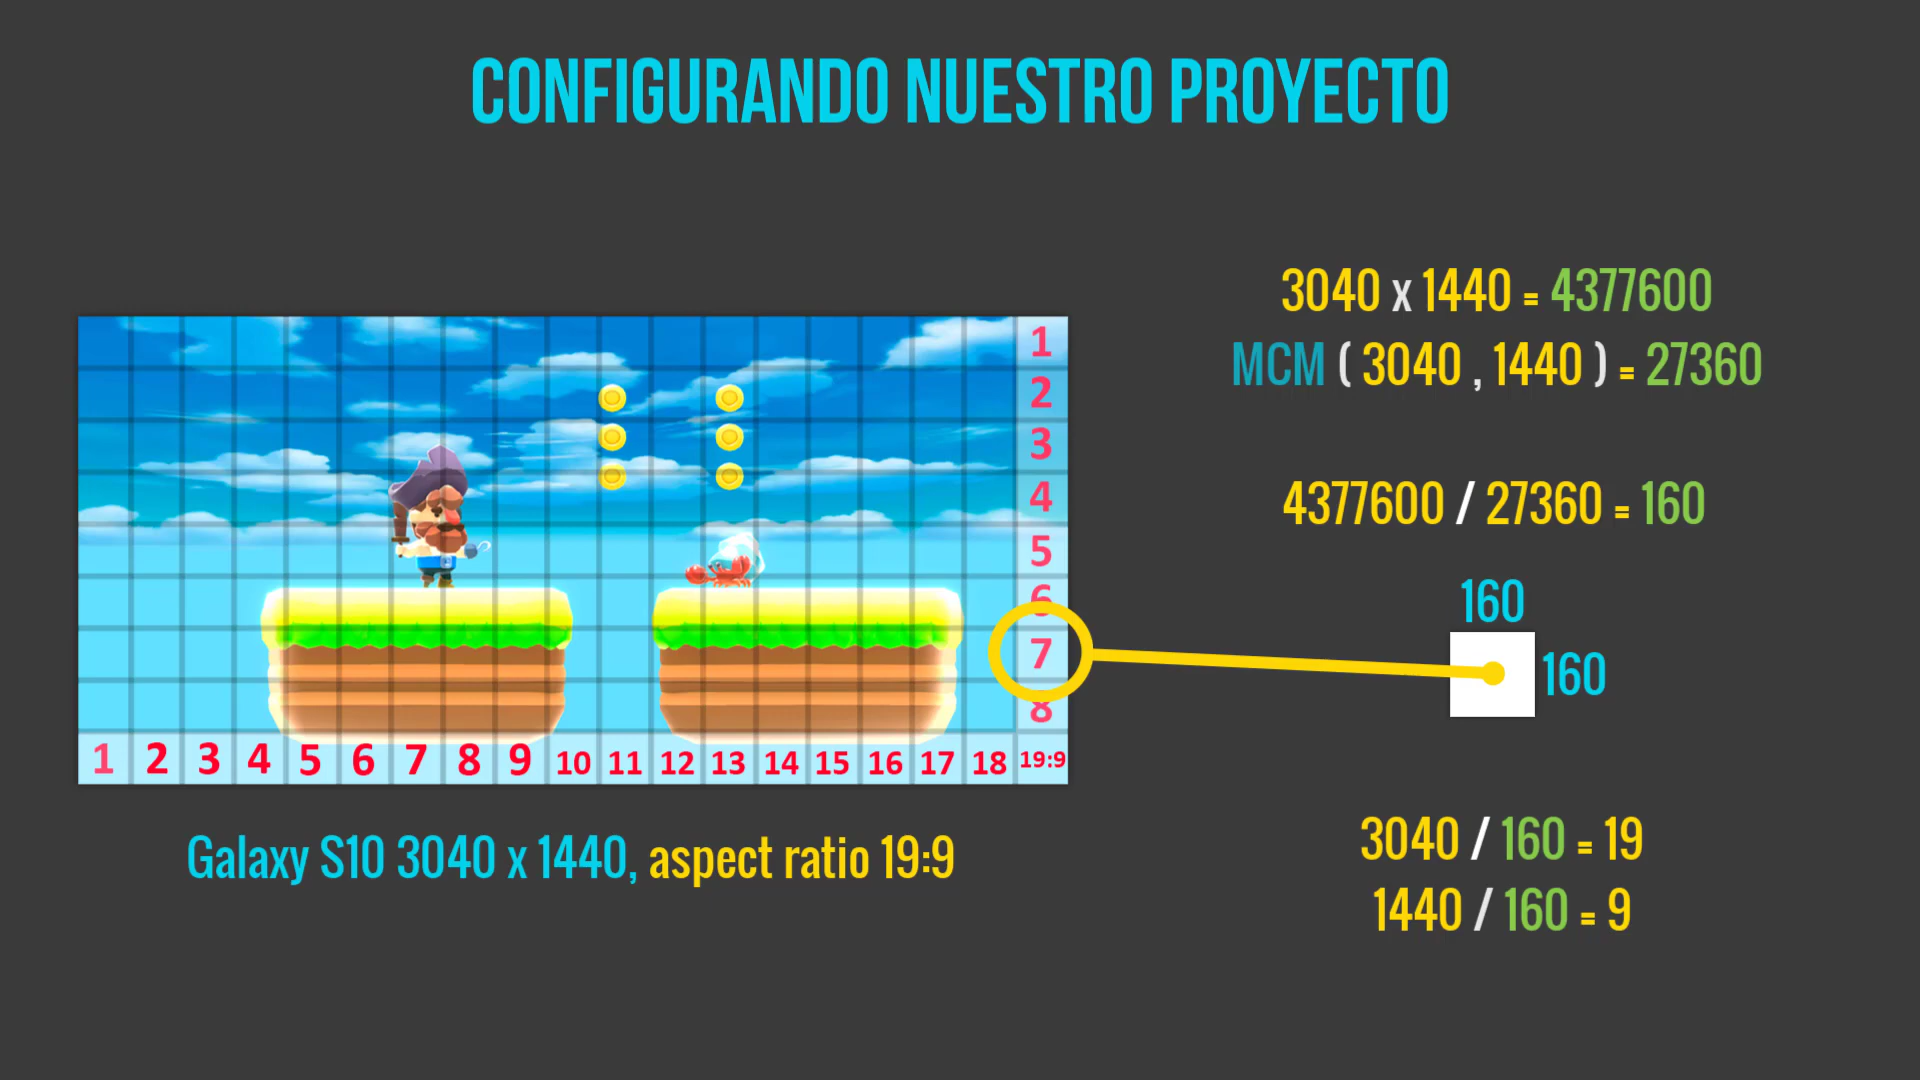 CONFIGURANDO NUESTRO PROYECTO
3040 x 1440 = 4377600
MCM ( 3040 , 1440 ) = 27360
4377600 / 27360 = 160
160
160
3040 / 160 = 19
1440 / 160 = 9
1
2
3
4
5
6
7
8
1 2 3 4 5 6 7 8 9 10 11 12 13 14 15 16 17 18 19:9
Galaxy S10 3040 x 1440, aspect ratio 19:9